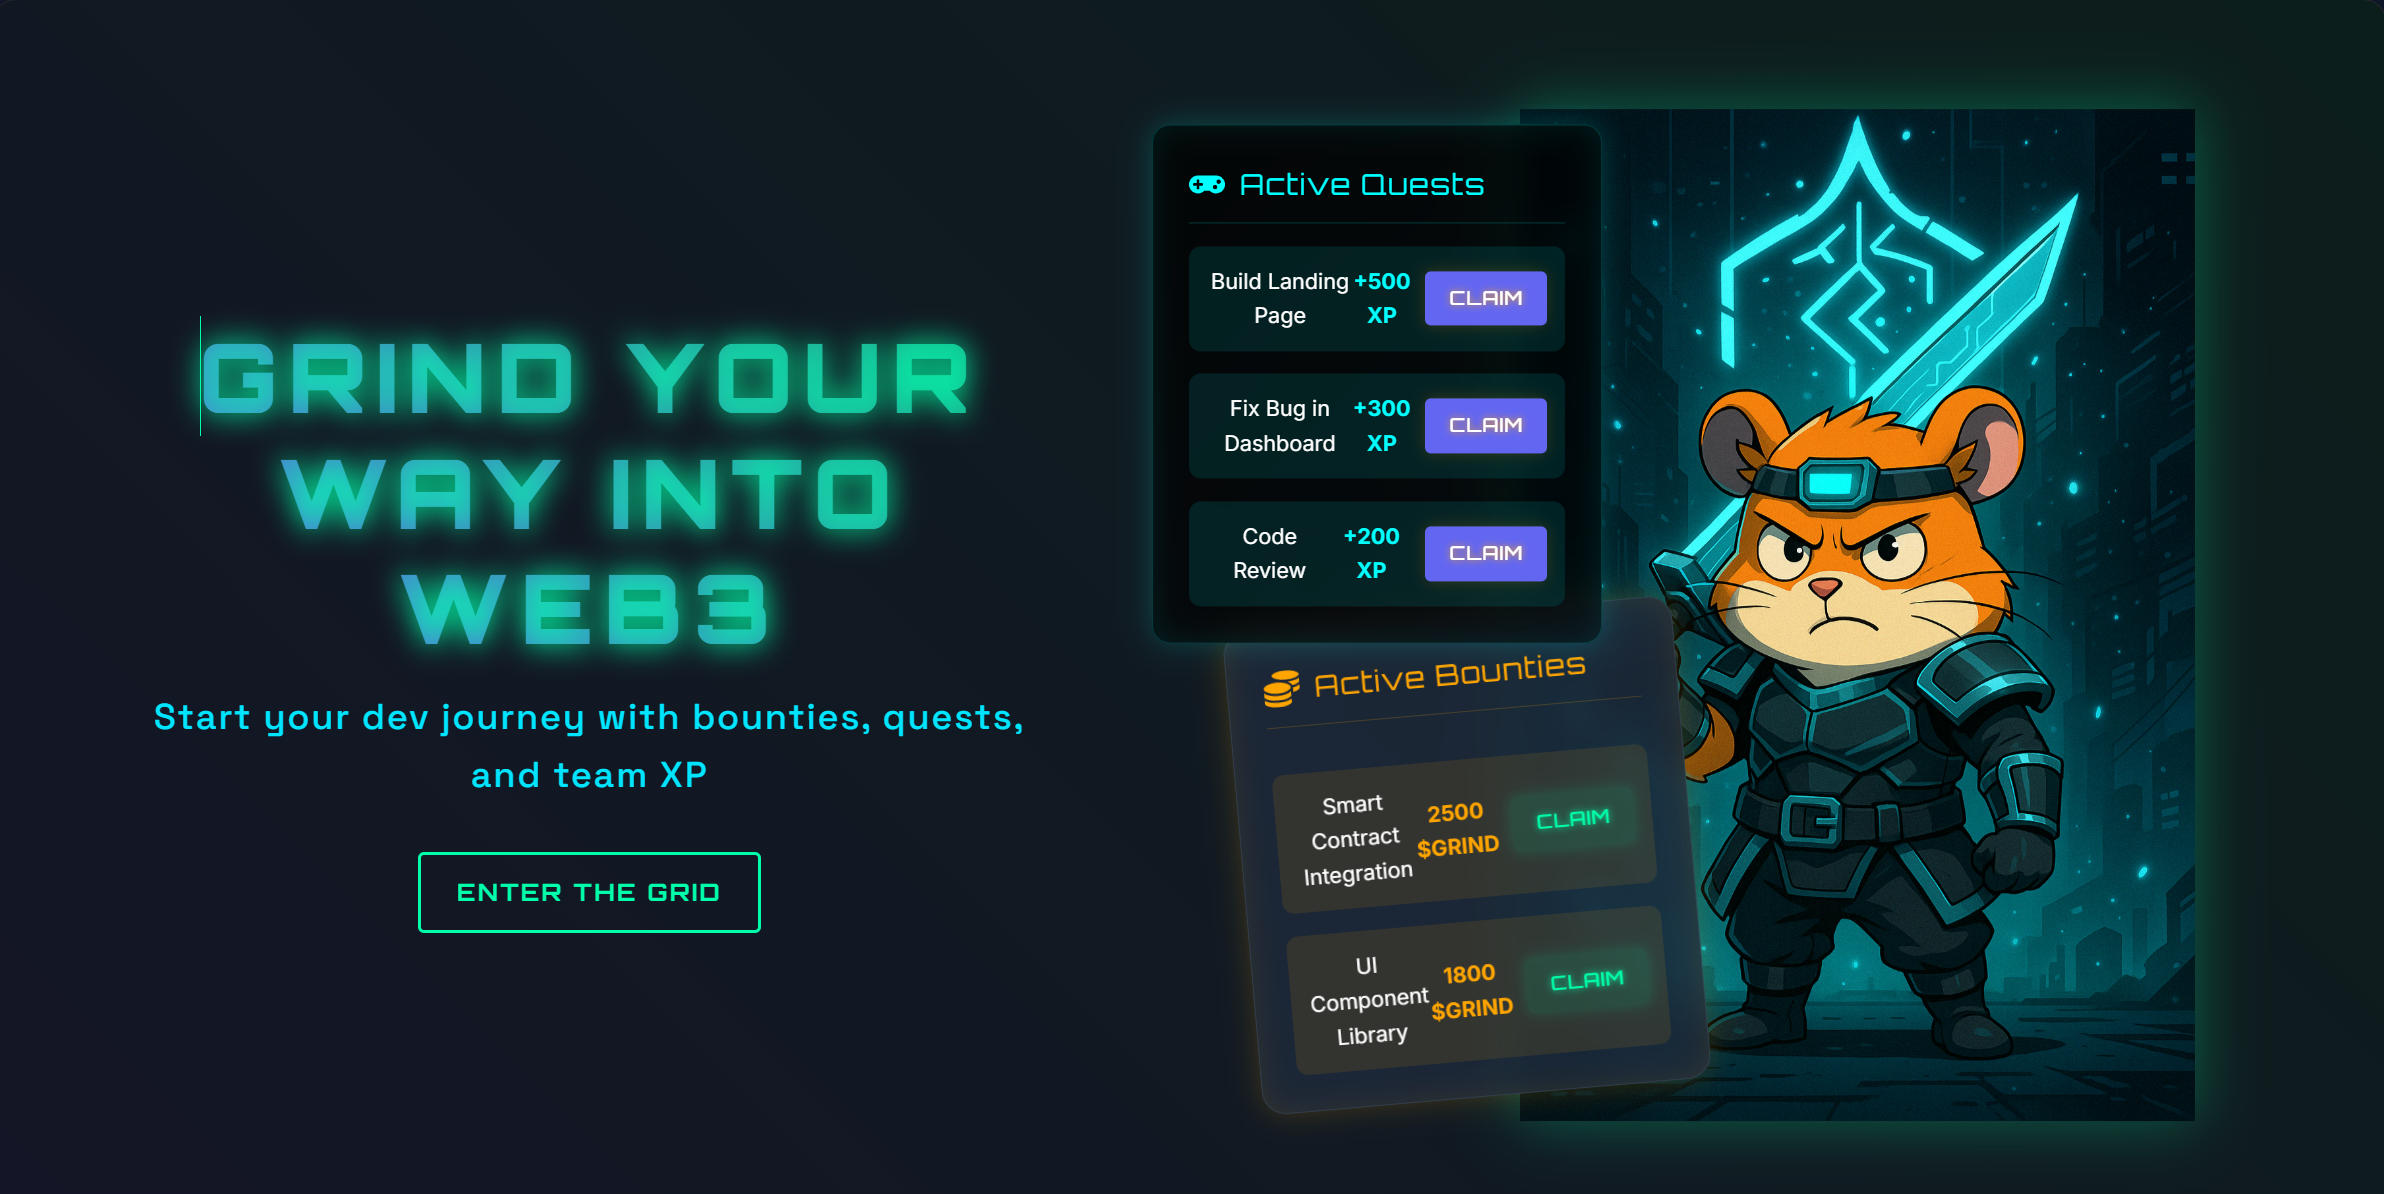 GRIND YOUR
WAY INTO
WEB3
Start your dev journey with bounties, quests,
and team XP
ENTER THE GRID
Active Quests
Build Landing
Page
+500
XP
CLAIM
Fix Bug in
Dashboard
+300
XP
CLAIM
Code
Review
+200
XP
CLAIM
Active Bounties
Smart
Contract
Integration
2500
$GRIND
CLAIM
UI
Component
Library
1800
$GRIND
CLAIM